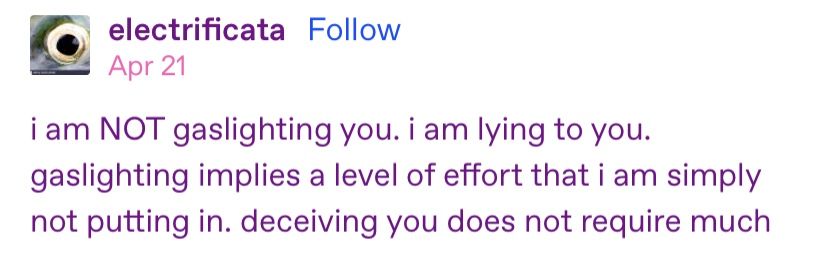 electrificata Follow
Apr 21
i am NOT gaslighting you. i am lying to you.
gaslighting implies a level of effort that i am simply
not putting in. deceiving you does not require much